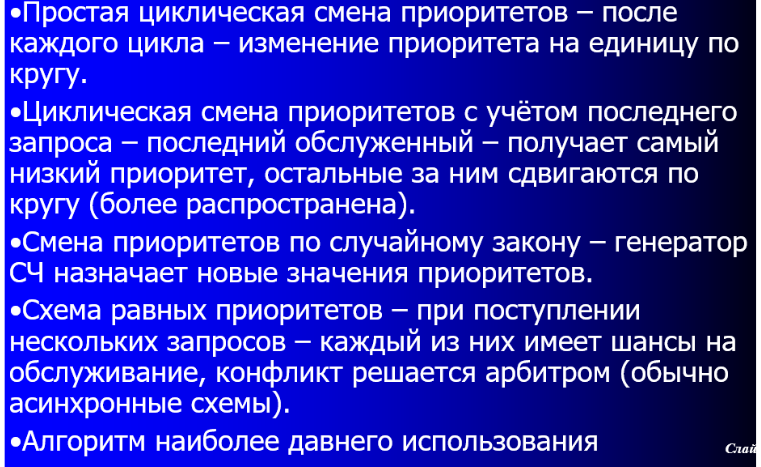 •Простая циклическая смена приоритетов – после
каждого цикла – изменение приоритета на единицу по
кругу.
•Циклическая смена приоритетов с учётом последнего
запроса – последний обслуженный – получает самый
низкий приоритет, остальные за ним сдвигаются по
кругу (более распространена).
•Смена приоритетов по случайному закону – генератор
СЧ назначает новые значения приоритетов.
•Схема равных приоритетов – при поступлении
нескольких запросов – каждый из них имеет шансы на
обслуживание, конфликт решается арбитром (обычно
асинхронные схемы).
•Алгоритм наиболее давнего использования
Слай